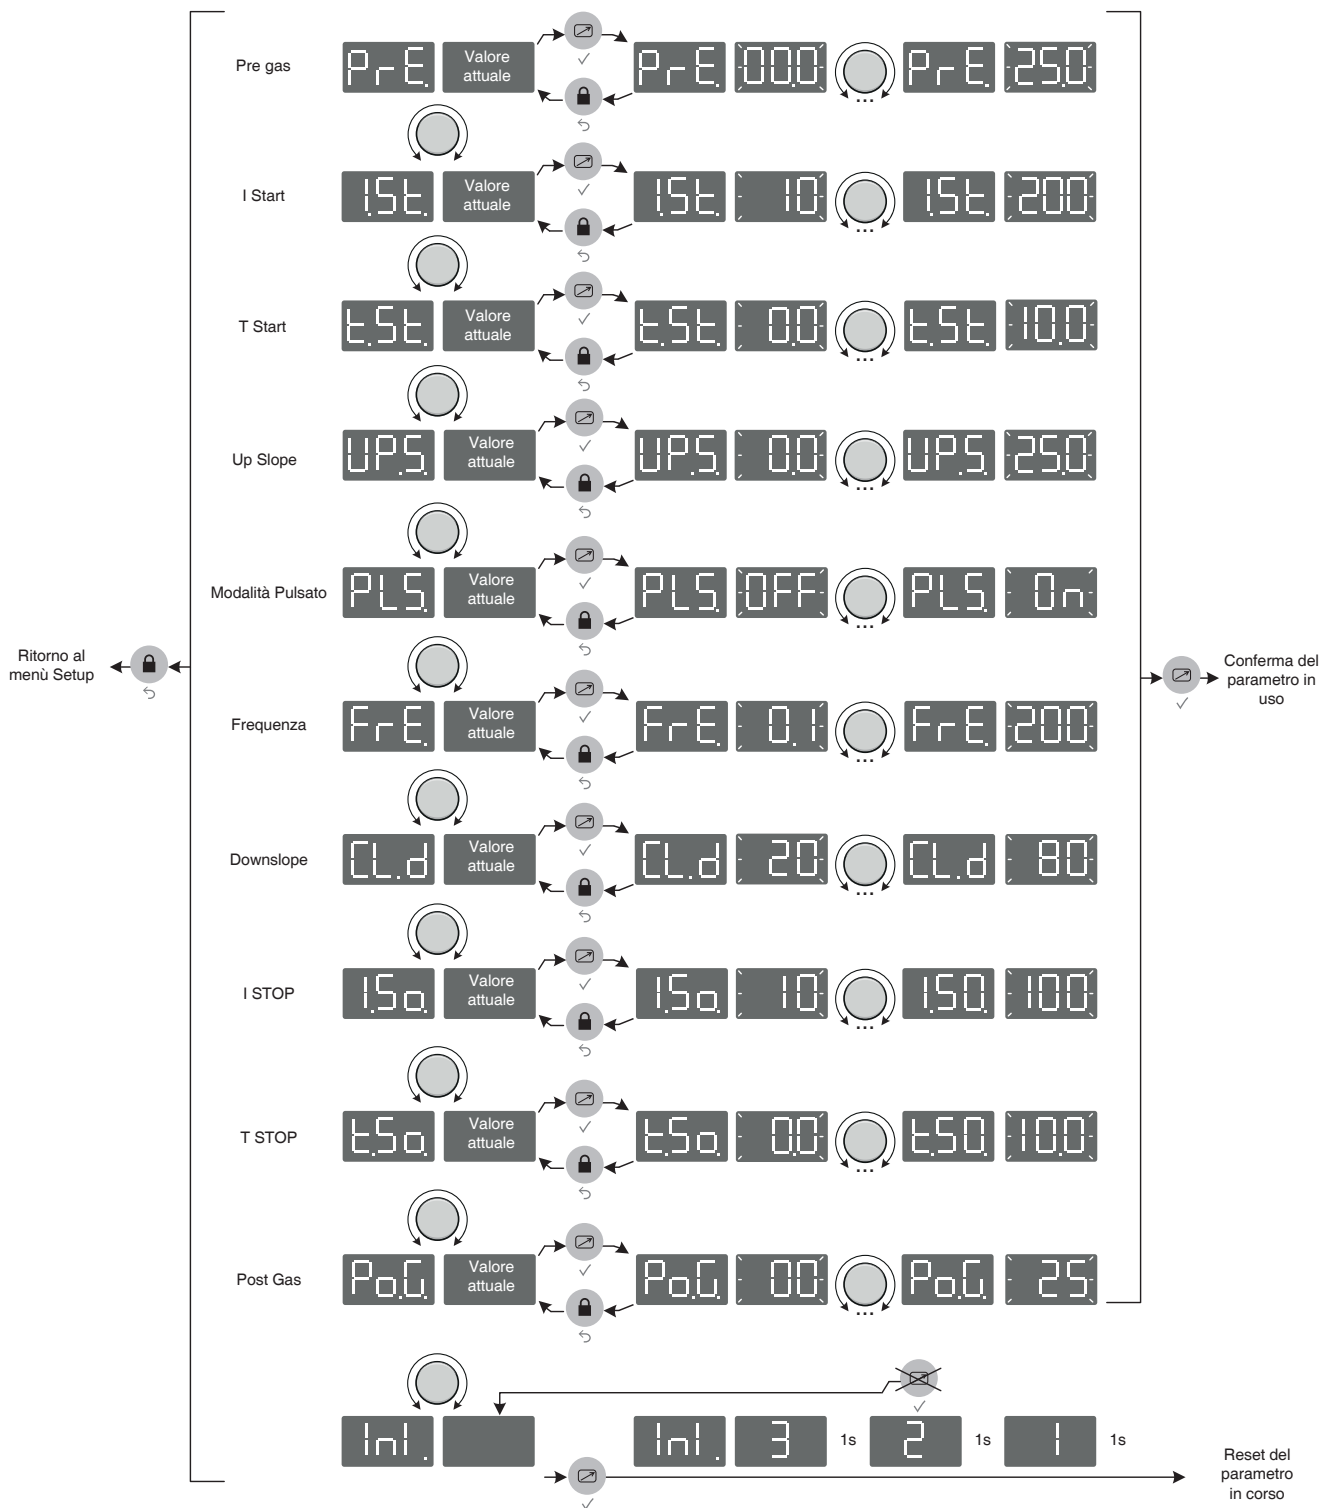 Pre gas PrE. Valore attuale PrE. 00.0 ... PrE. 25.0
I Start I.St. Valore attuale I.St. 10 ... I.St. 200
T Start t.St. Valore attuale t.St. 0.0 ... t.St. 10.0
Up Slope UP.S. Valore attuale UP.S. 0.0 ... UP.S. 25.0
Modalità Pulsato PLS. Valore attuale PLS. OFF ... PLS. On
Ritorno al menù Setup
Conferma del parametro in uso
Frequenza FrE. Valore attuale FrE. 0.1 ... FrE. 200
Downslope CL.d Valore attuale CL.d 20 ... CL.d 80
I STOP I.So. Valore attuale I.So. 10 ... I.SO. 100
T STOP t.So. Valore attuale t.So. 0.0 ... t.SO. 10.0
Post Gas Po.G. Valore attuale Po.G. 00 ... Po.G. 25
InI. InI. 3 1s 2 1s 1 1s
Reset del parametro in corso